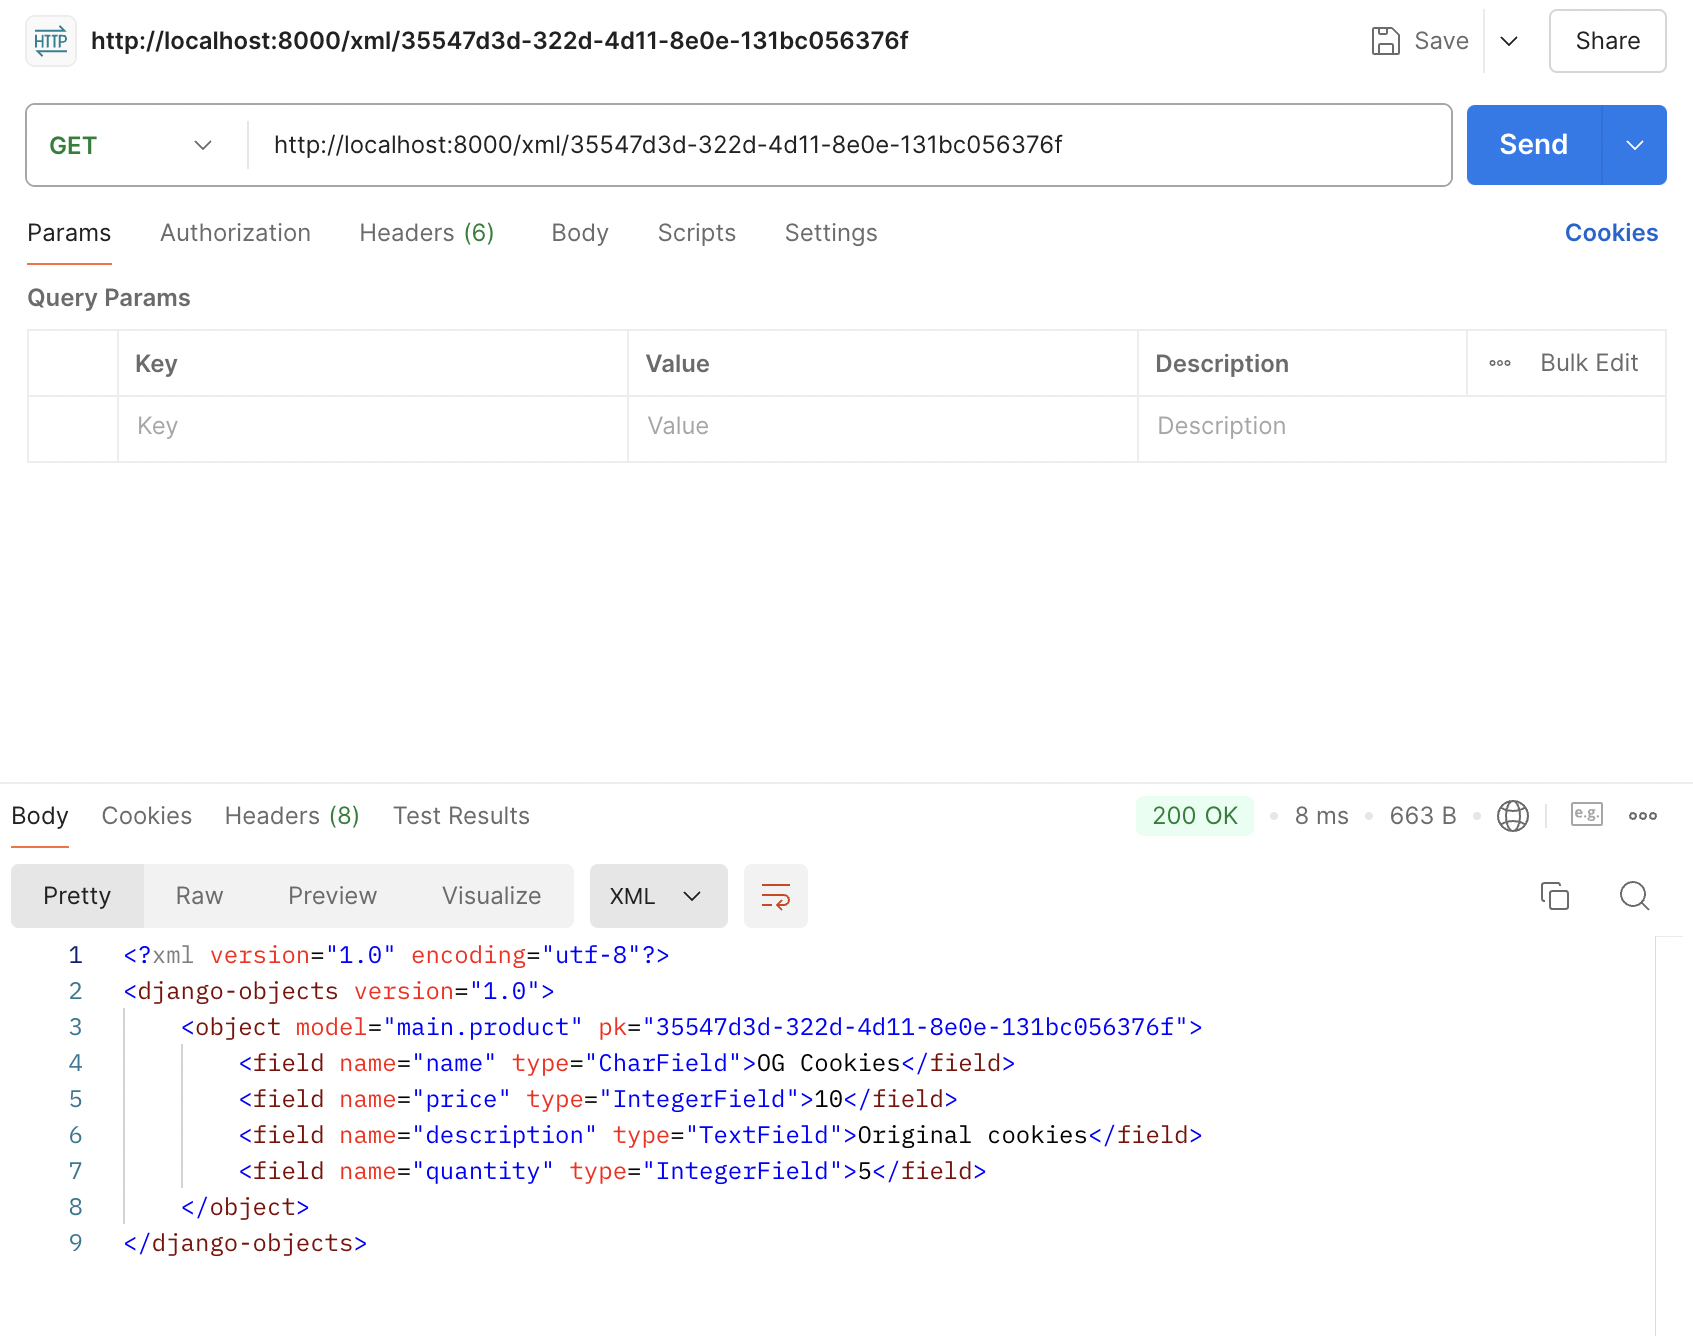 HTTP http://localhost:8000/xml/35547d3d-322d-4d11-8e0e-131bc056376f Save Share
GET http://localhost:8000/xml/35547d3d-322d-4d11-8e0e-131bc056376f Send
Params Authorization Headers (6) Body Scripts Settings Cookies
Query Params
Key Value Description Bulk Edit
Key Value Description
Body Cookies Headers (8) Test Results 200 OK 8 ms 663 B e.g.
Pretty Raw Preview Visualize XML
1 <?xml version="1.0" encoding="utf-8"?>
2 <django-objects version="1.0">
3 <object model="main.product" pk="35547d3d-322d-4d11-8e0e-131bc056376f">
4 <field name="name" type="CharField">OG Cookies</field>
5 <field name="price" type="IntegerField">10</field>
6 <field name="description" type="TextField">Original cookies</field>
7 <field name="quantity" type="IntegerField">5</field>
8 </object>
9 </django-objects>